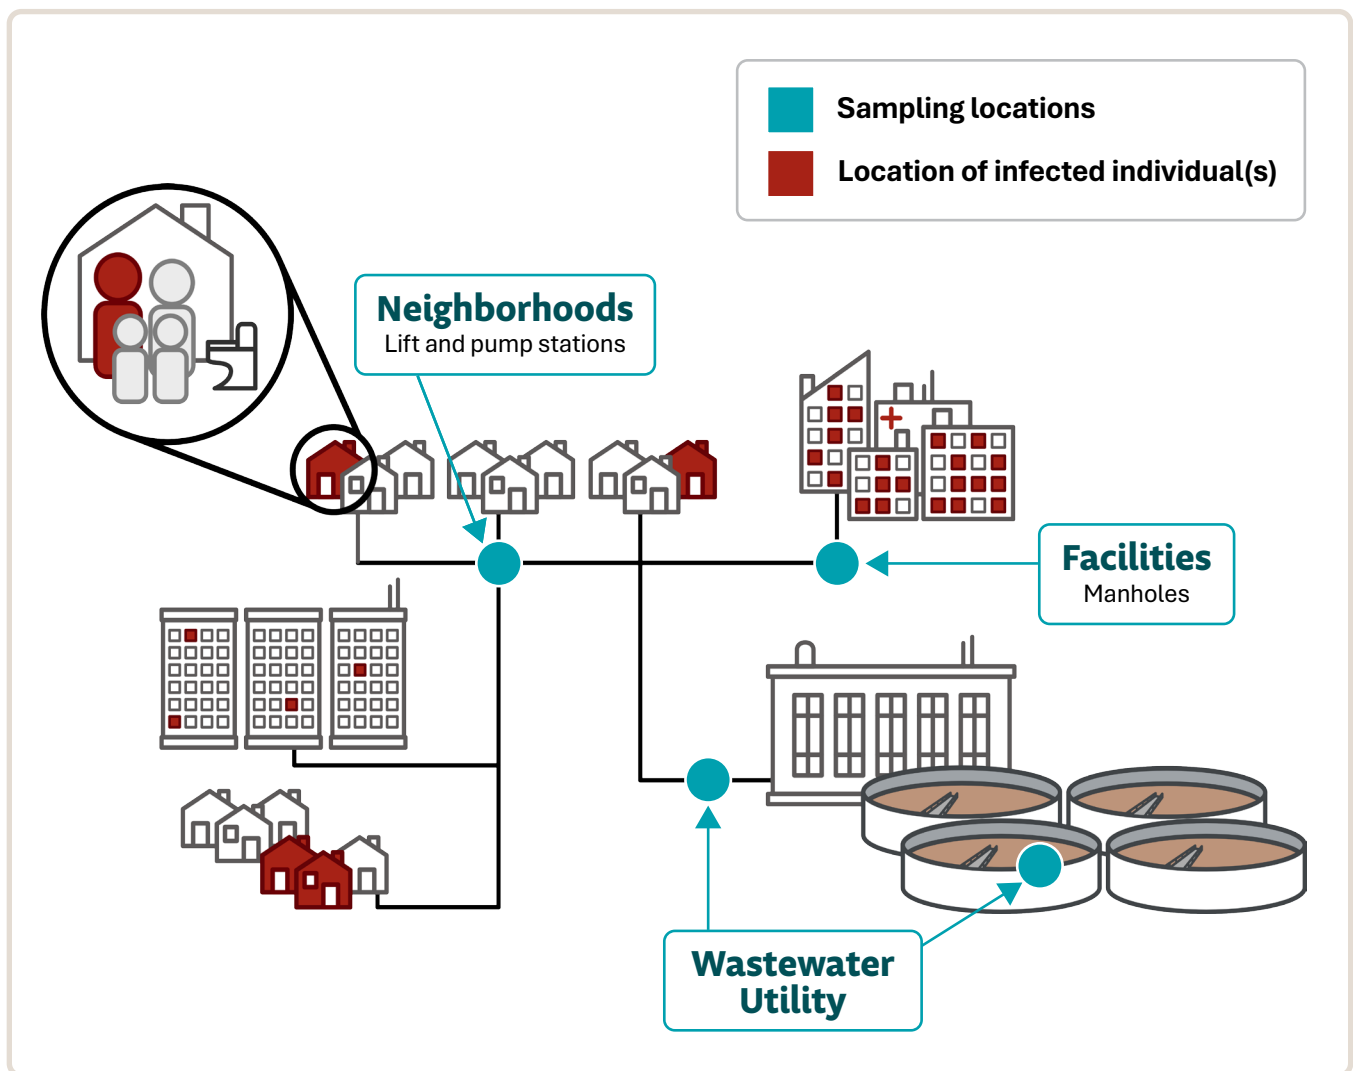 Sampling locations
Location of infected individual(s)
Neighborhoods
Lift and pump stations
Facilities
Manholes
Wastewater
Utility